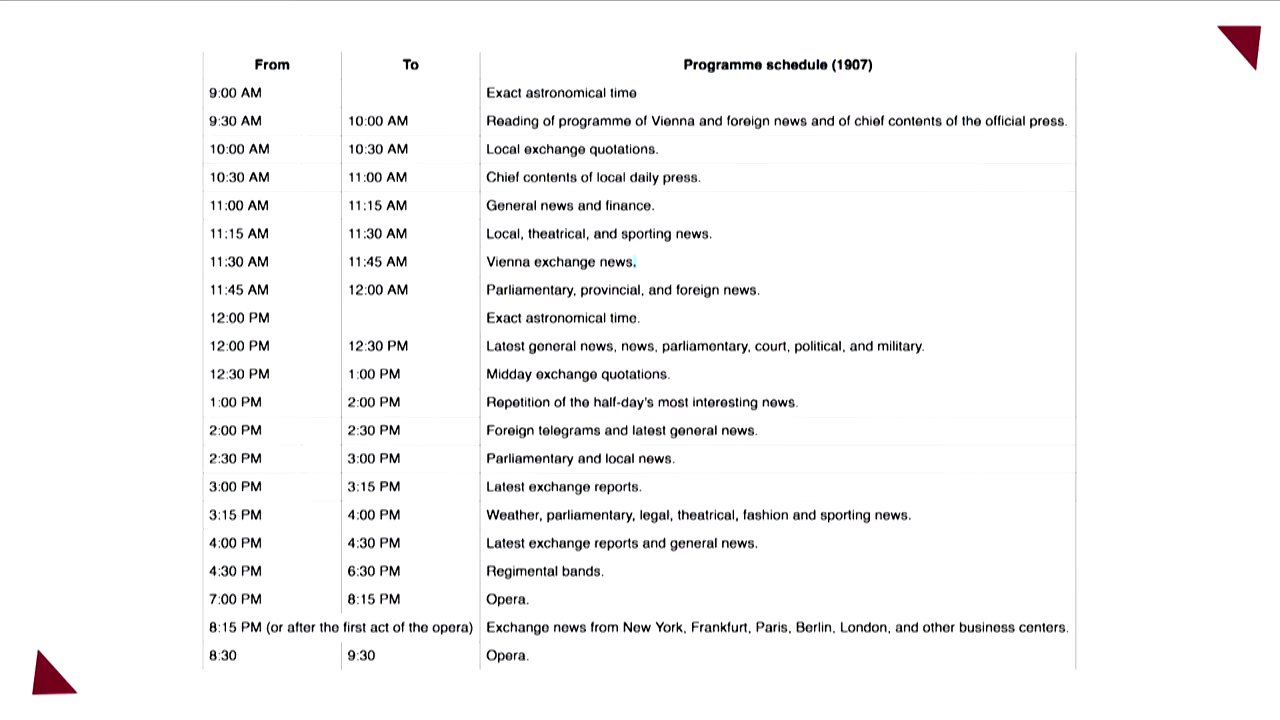 From To Programme schedule (1907)
9:00 AM Exact astronomical time
9:30 AM 10:00 AM Reading of programme of Vienna and foreign news and of chief contents of the official press.
10:00 AM 10:30 AM Local exchange quotations.
10:30 AM 11:00 AM Chief contents of local daily press.
11:00 AM 11:15 AM General news and finance.
11:15 AM 11:30 AM Local, theatrical, and sporting news.
11:30 AM 11:45 AM Vienna exchange news.
11:45 AM 12:00 AM Parliamentary, provincial, and foreign news.
12:00 PM Exact astronomical time.
12:00 PM 12:30 PM Latest general news, news, parliamentary, court, political, and military.
12:30 PM 1:00 PM Midday exchange quotations.
1:00 PM 2:00 PM Repetition of the half-day's most interesting news.
2:00 PM 2:30 PM Foreign telegrams and latest general news.
2:30 PM 3:00 PM Parliamentary and local news.
3:00 PM 3:15 PM Latest exchange reports.
3:15 PM 4:00 PM Weather, parliamentary, legal, theatrical, fashion and sporting news.
4:00 PM 4:30 PM Latest exchange reports and general news.
4:30 PM 6:30 PM Regimental bands.
7:00 PM 8:15 PM Opera.
8:15 PM (or after the first act of the opera) Exchange news from New York, Frankfurt, Paris, Berlin, London, and other business centers.
8:30 9:30 Opera.